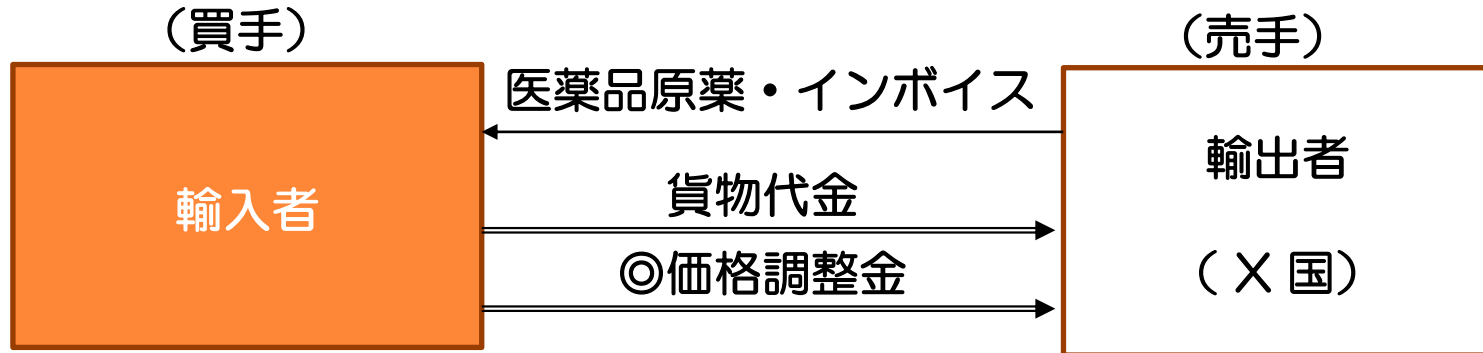 （買手）
（売手）
医薬品原薬・インボイス
輸出者
貨物代金
輸入者
◎価格調整金
（Ｘ国）